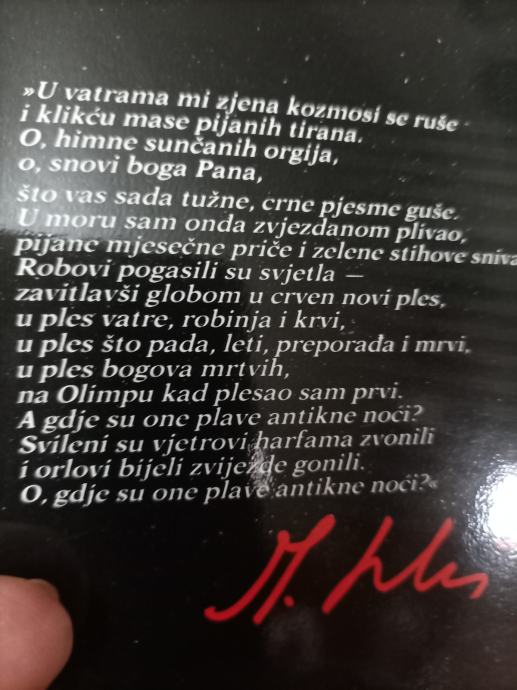 »U vatrama mi zjena kozmosi se ruše
i klikću mase pijanih tirana.
O, himne sunčanih orgija,
o, snovi boga Pana,
što vas sada tužne, crne pjesme guše.
U moru sam onda zvjezdanom plivao,
pijane mjesečne priče i zelene stihove sniva
Robovi pogasili su svjetla —
zavitlavši globom u crven novi ples,
u ples vatre, robinja i krvi,
u ples što pada, leti, preporađa i mrvi,
u ples bogova mrtvih,
na Olimpu kad plesao sam prvi.
A gdje su one plave antikne noći?
Svileni su vjetrovi harfama zvonili
i orlovi bijeli zvijezde gonili.
O, gdje su one plave antikne noći?«